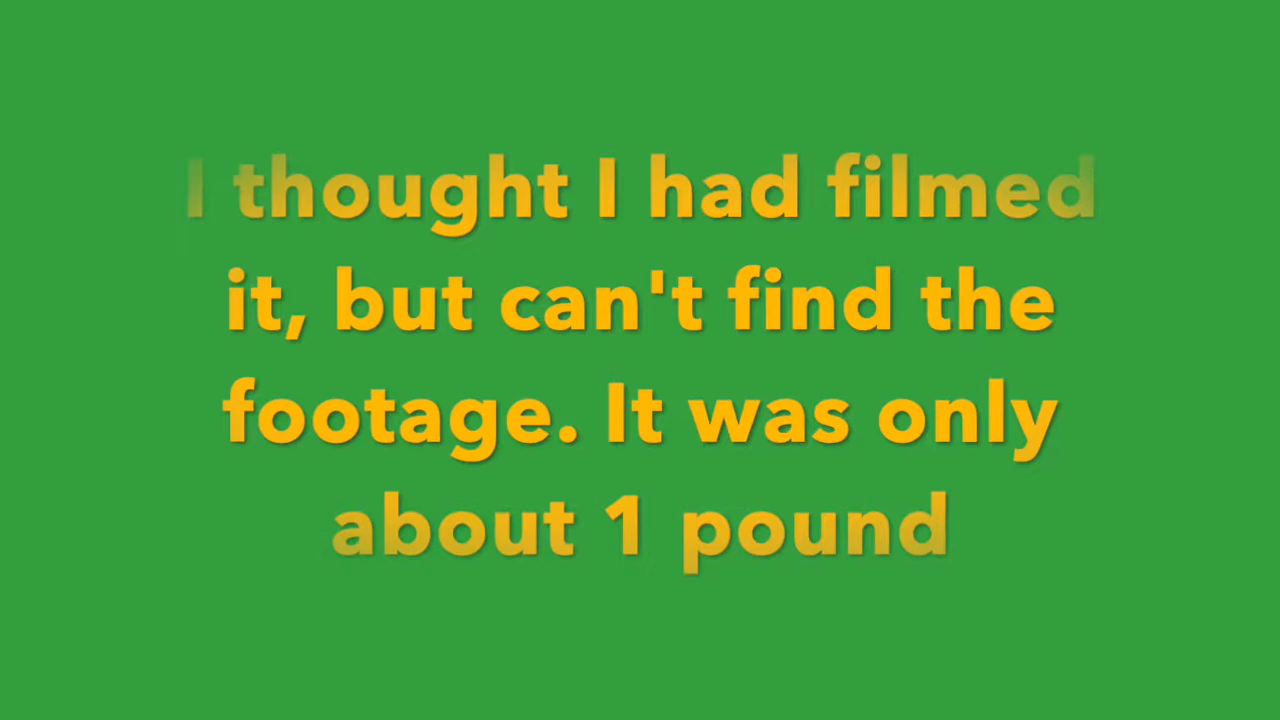 I thought I had filmed
it, but can't find the
footage. It was only
about 1 pound